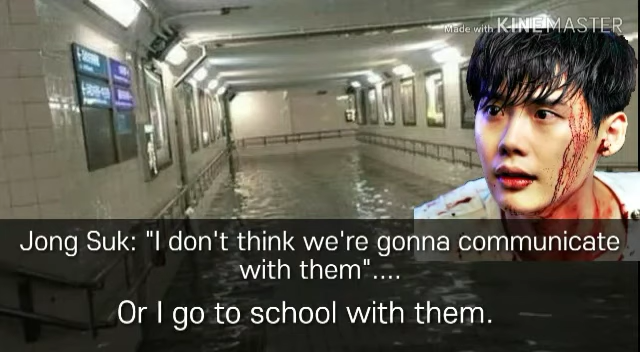 Made with KINEMASTER
Jong Suk: "I don't think we're gonna communicate
with them"....
Or I go to school with them.